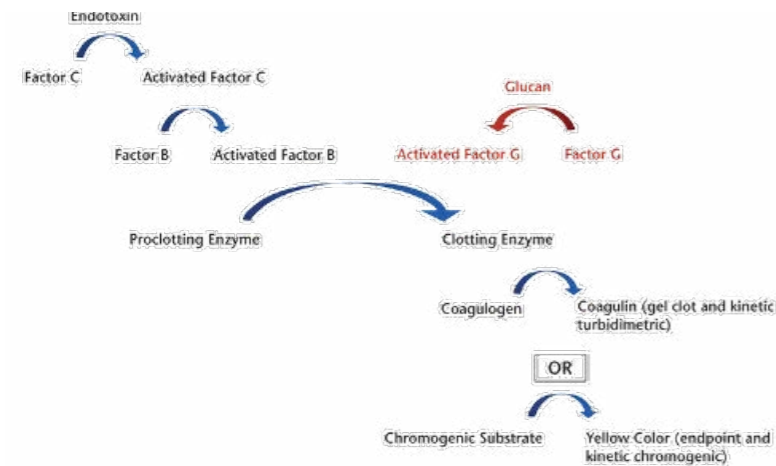 Endotoxin
Factor C
Activated Factor C
Glucan
Factor B
Activated Factor B
Activated Factor G
Factor G
Proclotting Enzyme
Clotting Enzyme
Coagulogen
Coagulin (gel clot and kinetic
turbidimetric)
OR
Chromogenic Substrate
Yellow Color (endpoint and
kinetic chromogenic)